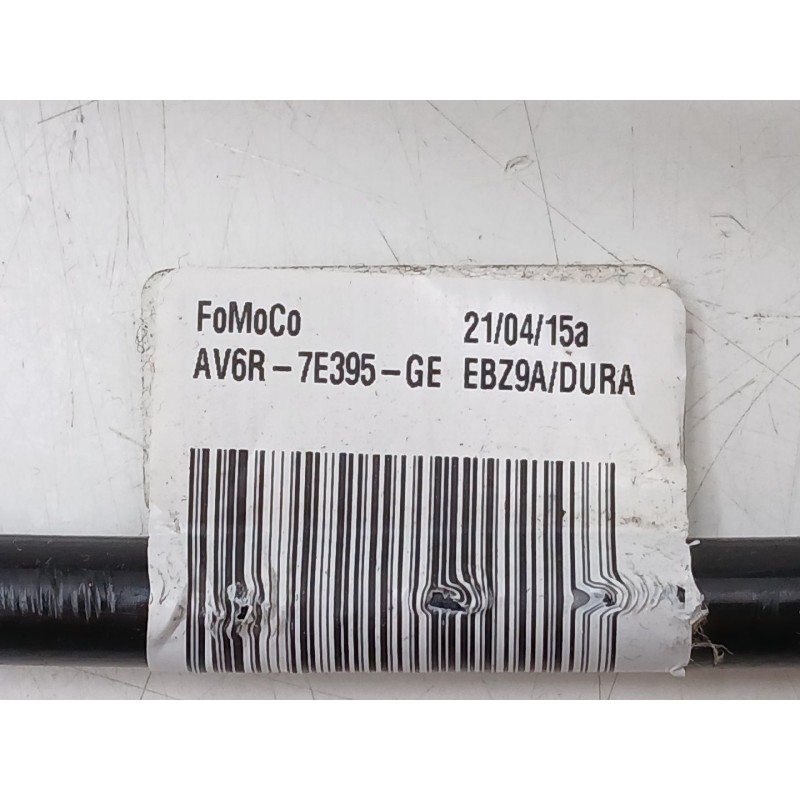 FoMoCo 21/04/15a
AV6R-7E395-GE EBZ9A/DURA